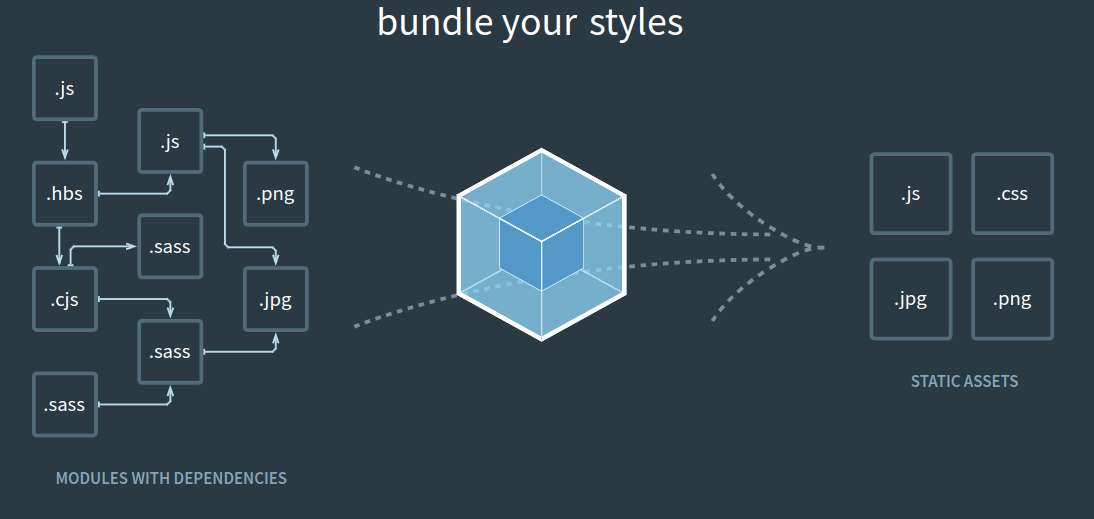 bundle your styles
.js
.js
.hbs
.png
.sass
.cjs
.jpg
.sass
.sass
MODULES WITH DEPENDENCIES
.js
.css
.jpg
.png
STATIC ASSETS